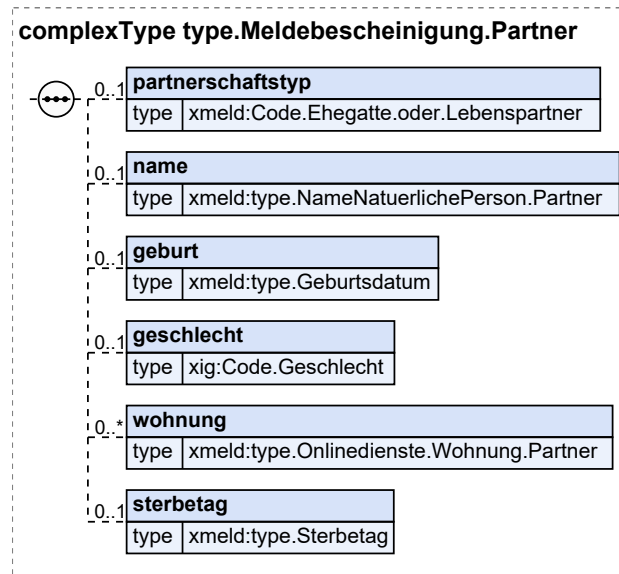 complexType type.Meldebescheinigung.Partner
0..1 partnerschaftstyp
type xmeld:Code.Ehegatte.oder.Lebenspartner
0..1 name
type xmeld:type.NameNatuerlichePerson.Partner
0..1 geburt
type xmeld:type.Geburtsdatum
0..1 geschlecht
type xig:Code.Geschlecht
0..* wohnung
type xmeld:type.Onlinedienste.Wohnung.Partner
0..1 sterbetag
type xmeld:type.Sterbetag